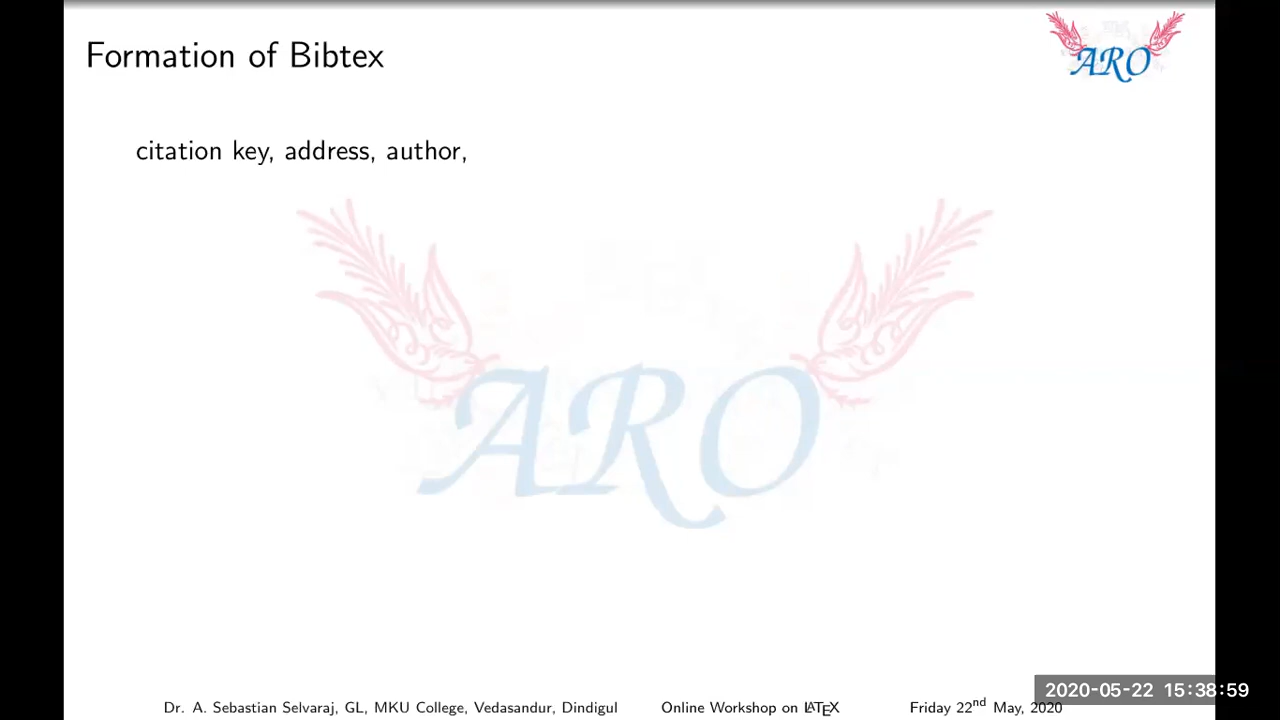 Formation of Bibtex
ARO
citation key, address, author,
ARO
Dr. A. Sebastian Selvaraj, GL, MKU College, Vedasandur, Dindigul Online Workshop on LATEX Friday 22nd May, 2020
2020-05-22 15:38:59